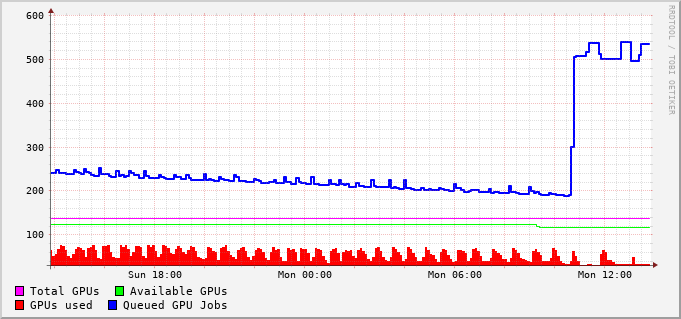 600
500
400
300
200
100
Sun 18:00 Mon 00:00 Mon 06:00 Mon 12:00
Total GPUs Available GPUs
GPUs used Queued GPU Jobs
RRDTOOL / TOBI OETIKER